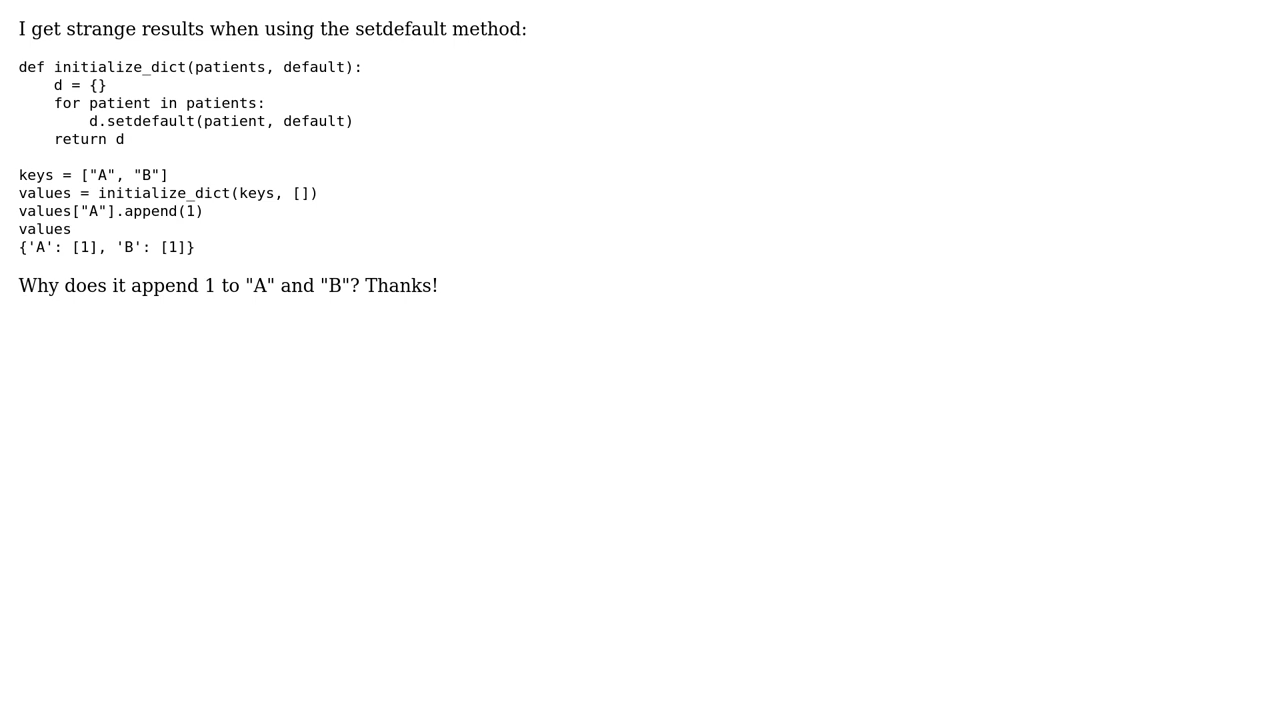 I get strange results when using the setdefault method:
def initialize_dict(patients, default):
    d = {}
    for patient in patients:
        d.setdefault(patient, default)
    return d

keys = ["A", "B"]
values = initialize_dict(keys, [])
values["A"].append(1)
values
{'A': [1], 'B': [1]}
Why does it append 1 to "A" and "B"? Thanks!